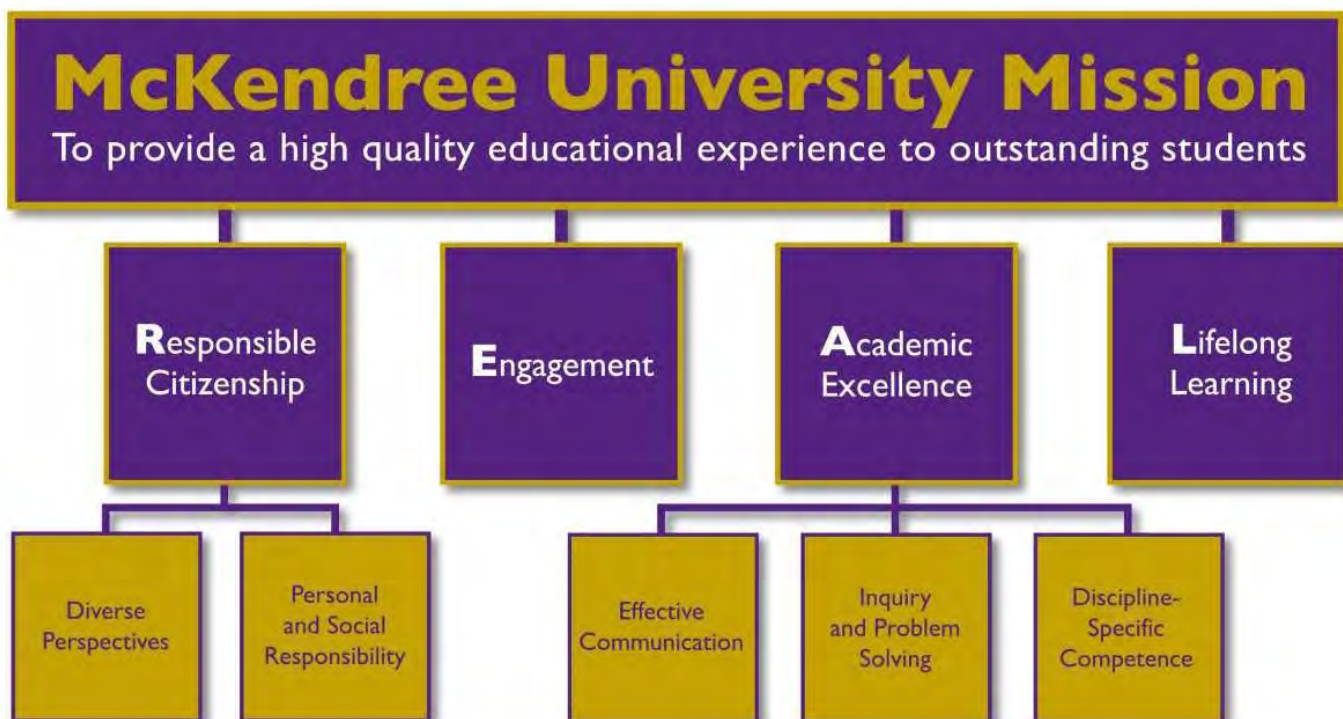 McKendree University Mission
To provide a high quality educational experience to outstanding students
Responsible
Citizenship
Engagement
Academic
Excellence
Lifelong
Learning
Diverse
Perspectives
Personal
and Social
Responsibility
Effective
Communication
Inquiry
and Problem
Solving
Discipline-
Specific
Competence